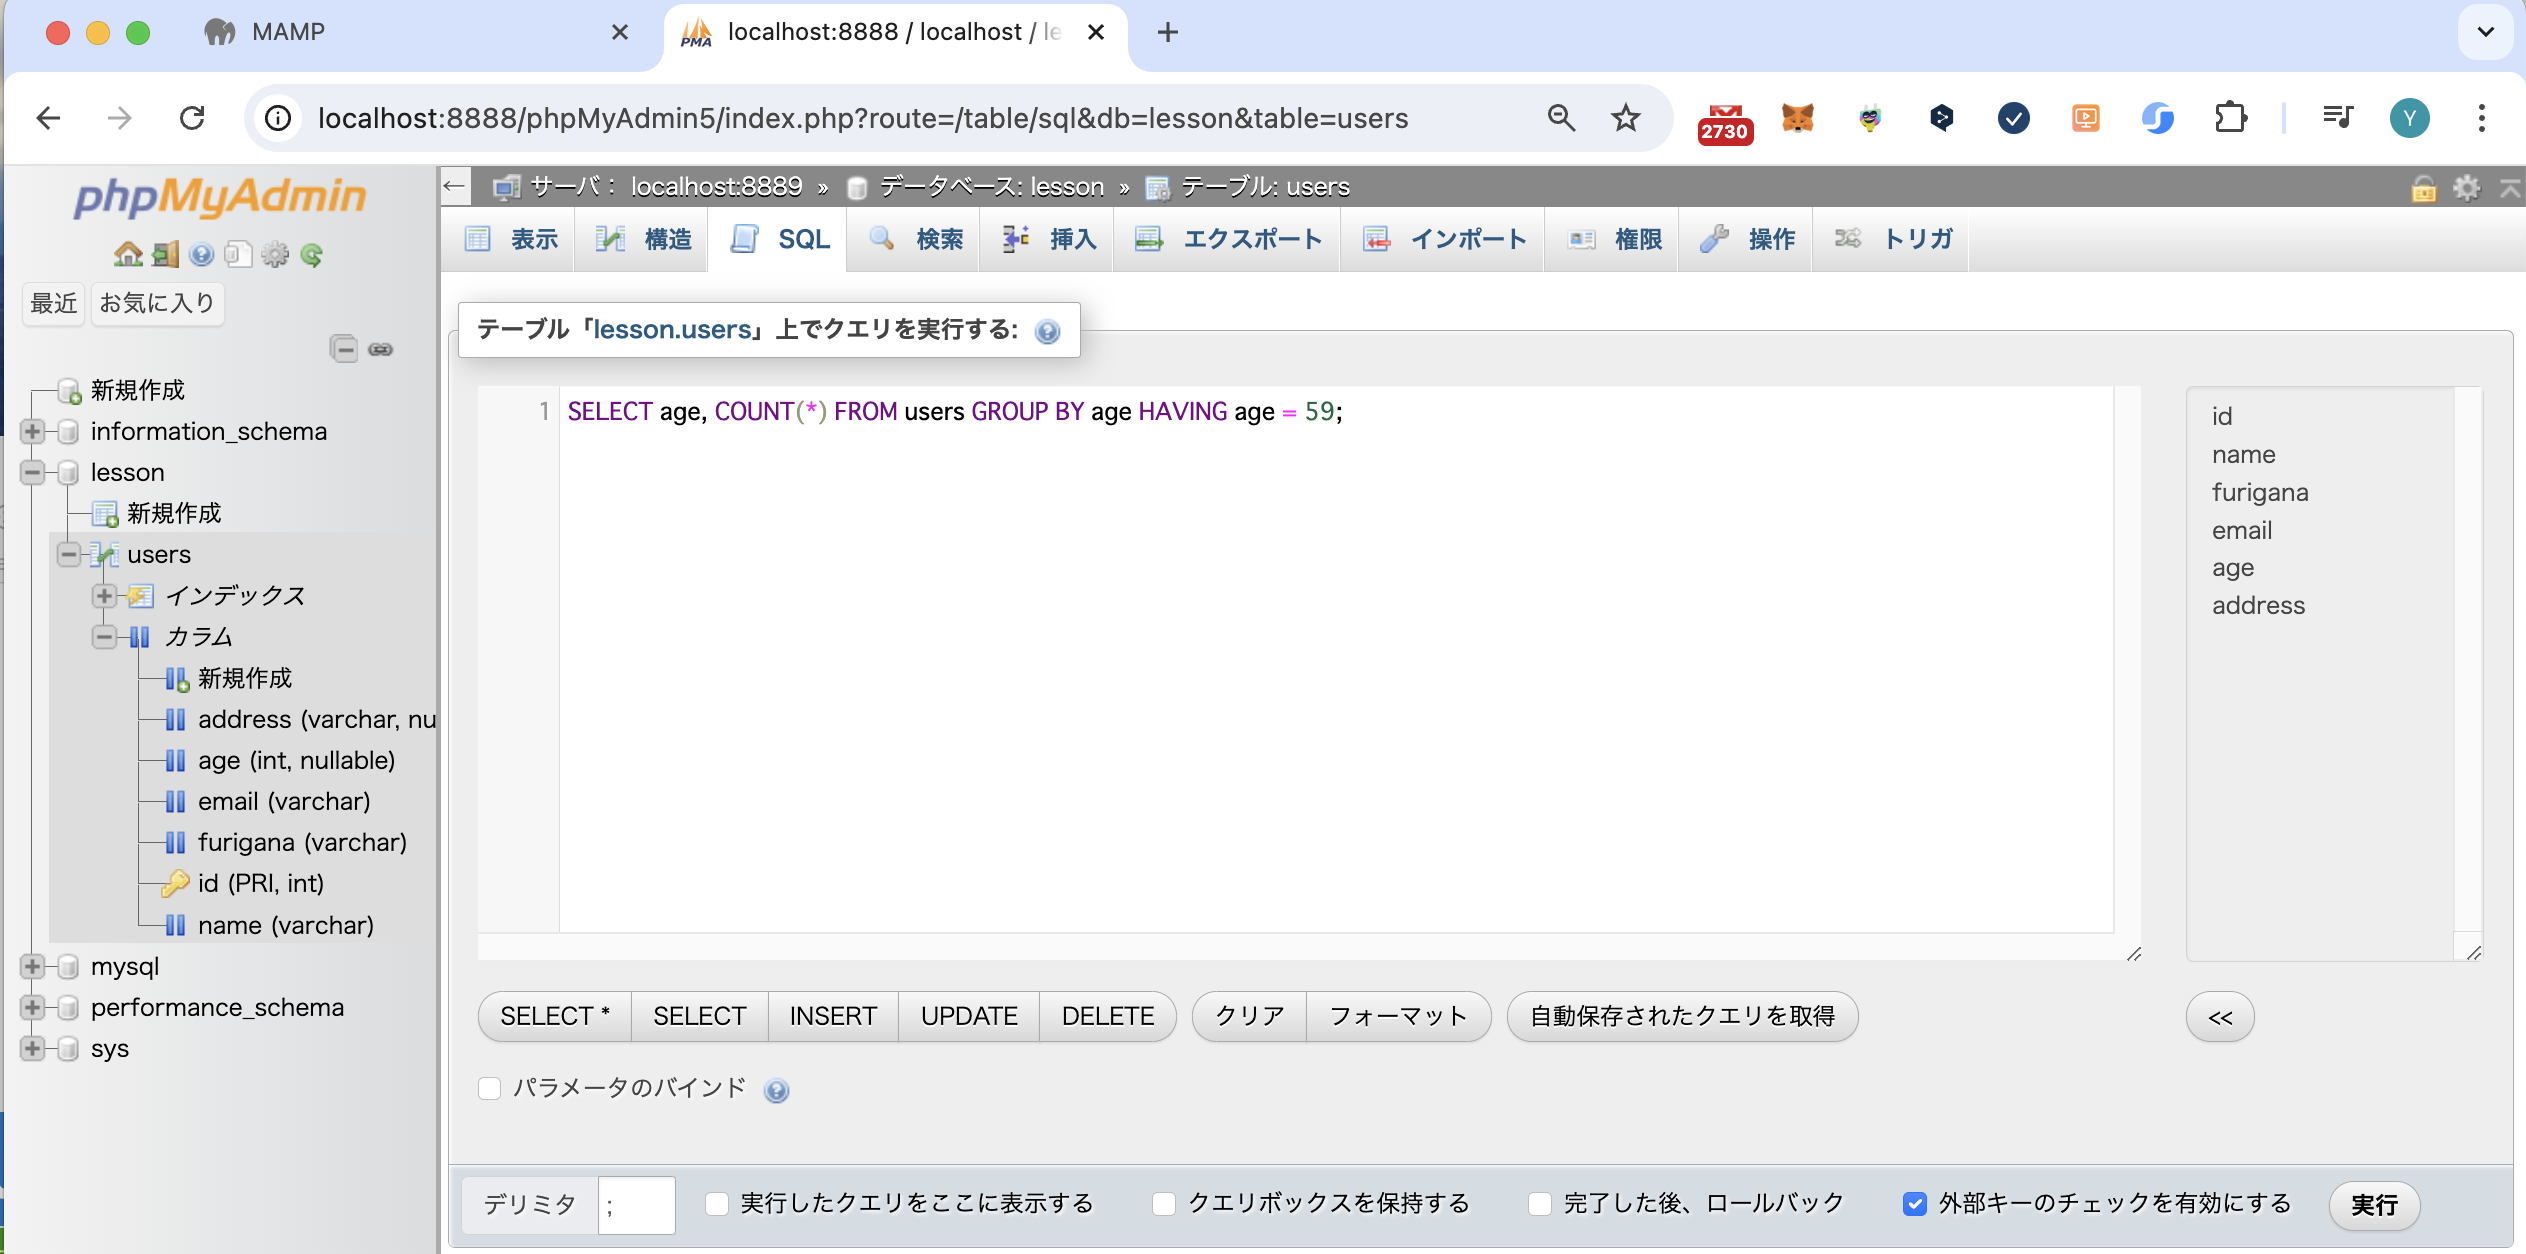 MAMP
PMA localhost:8888 / localhost / le
localhost:8888/phpMyAdmin5/index.php?route=/table/sql&db=lesson&table=users
2730
Y
phpMyAdmin
最近 お気に入り
新規作成
information_schema
lesson
新規作成
users
インデックス
カラム
新規作成
address (varchar, nu
age (int, nullable)
email (varchar)
furigana (varchar)
id (PRI, int)
name (varchar)
mysql
performance_schema
sys
サーバ： localhost:8889 » データベース: lesson » テーブル: users
表示 構造 SQL 検索 挿入 エクスポート インポート 権限 操作 トリガ
テーブル「lesson.users」上でクエリを実行する:
1 SELECT age, COUNT(*) FROM users GROUP BY age HAVING age = 59;
id
name
furigana
email
age
address
SELECT * SELECT INSERT UPDATE DELETE クリア フォーマット 自動保存されたクエリを取得 <<
パラメータのバインド
デリミタ ; 実行したクエリをここに表示する クエリボックスを保持する 完了した後、ロールバック 外部キーのチェックを有効にする 実行